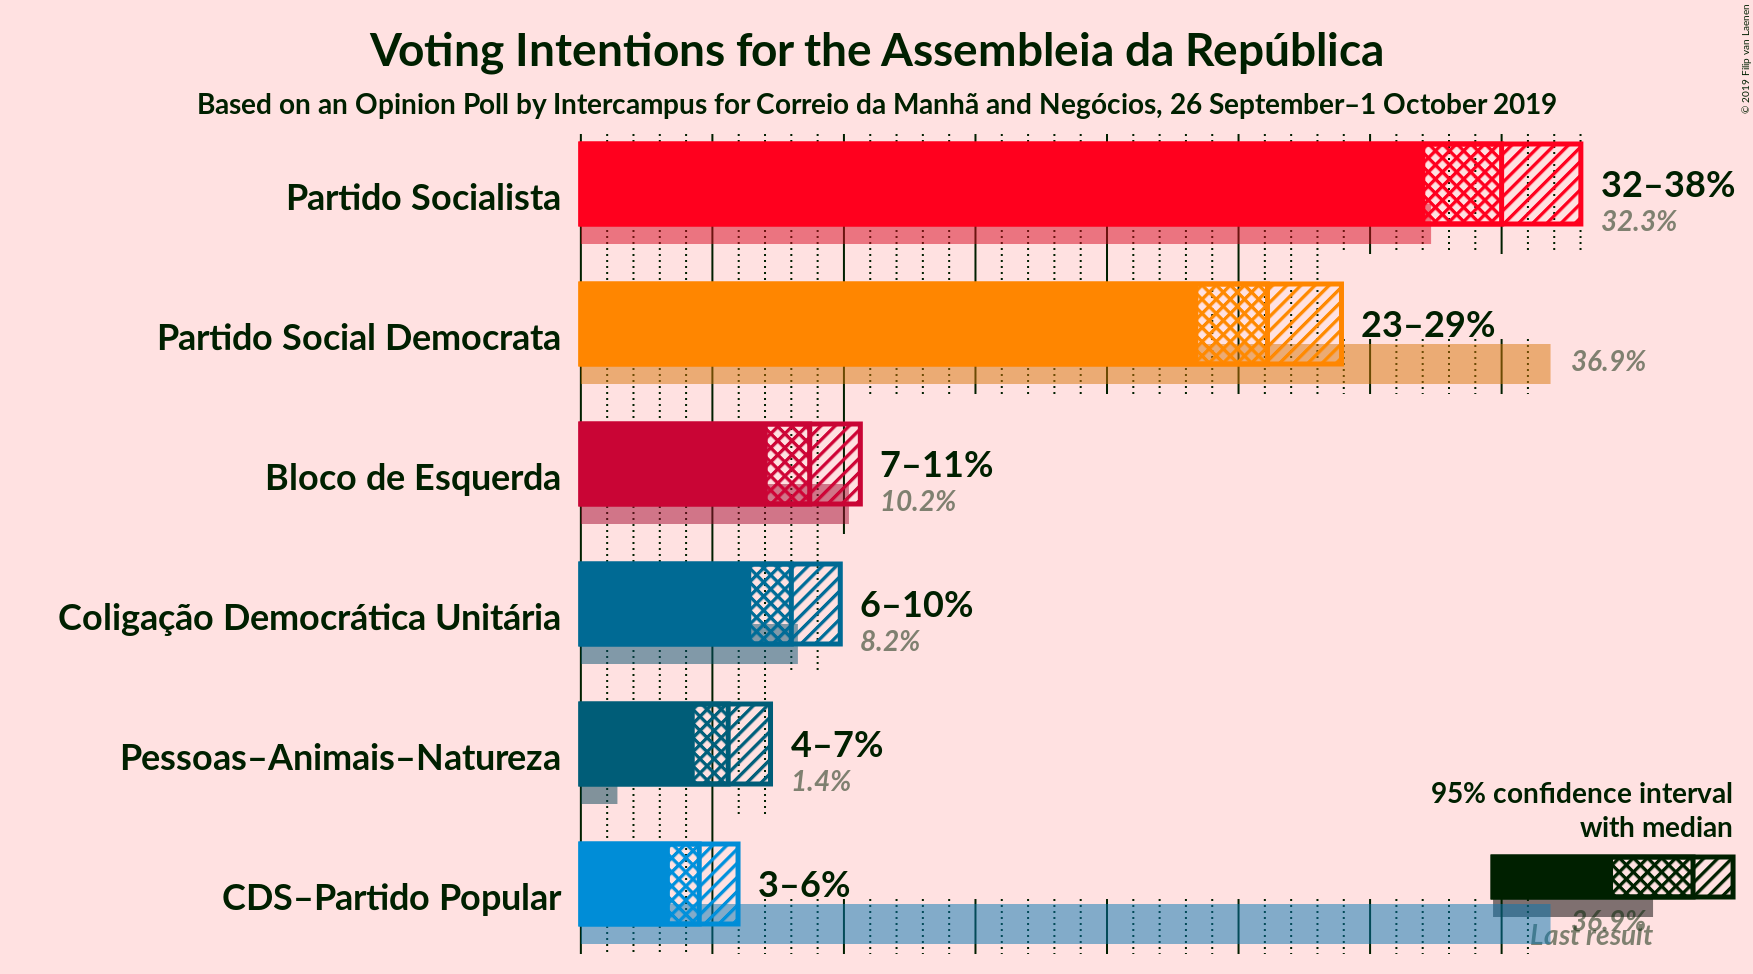 Voting Intentions for the Assembleia da República
Based on an Opinion Poll by Intercampus for Correio da Manhã and Negócios, 26 September–1 October 2019
© 2019 Filip van Laenen
Partido Socialista
32–38%
32.3%
Partido Social Democrata
23–29%
36.9%
Bloco de Esquerda
7–11%
10.2%
Coligação Democrática Unitária
6–10%
8.2%
Pessoas–Animais–Natureza
4–7%
1.4%
CDS–Partido Popular
3–6%
36.9%
95% confidence interval
with median
Last result